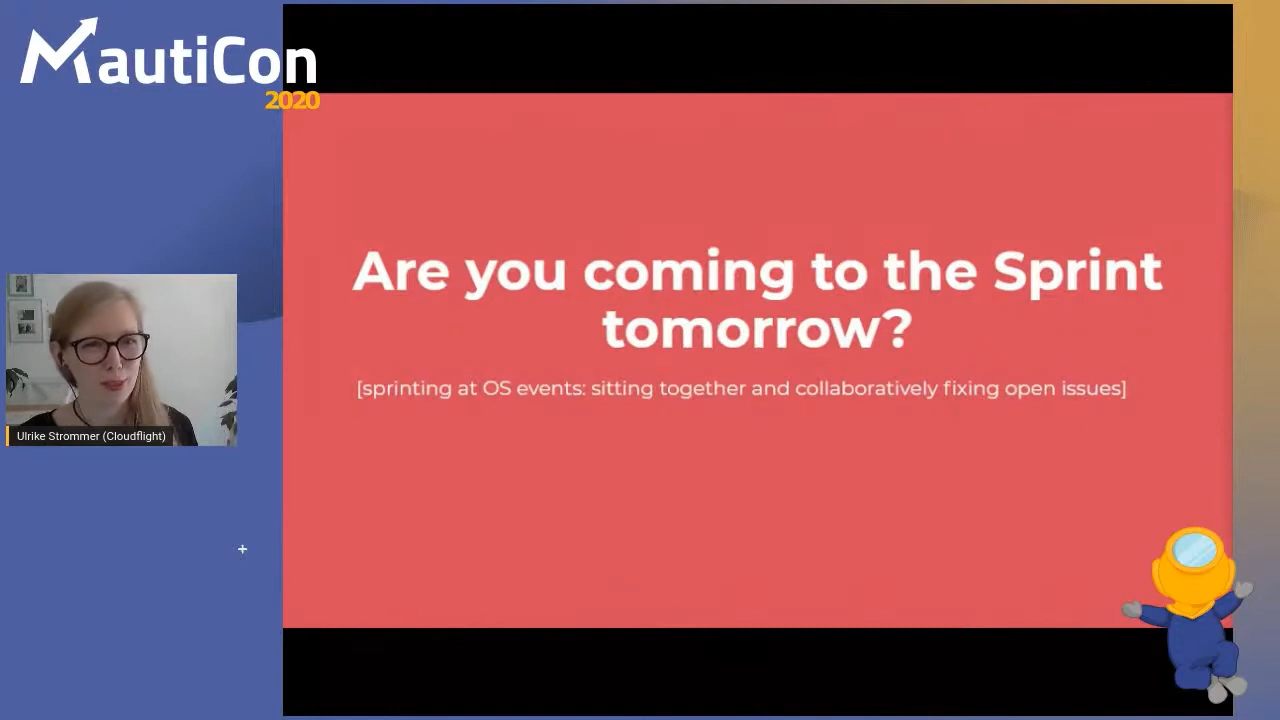 MautiCon
2020
Are you coming to the Sprint
tomorrow?
[sprinting at OS events: sitting together and collaboratively fixing open issues]
Ulrike Strommer (Cloudflight)